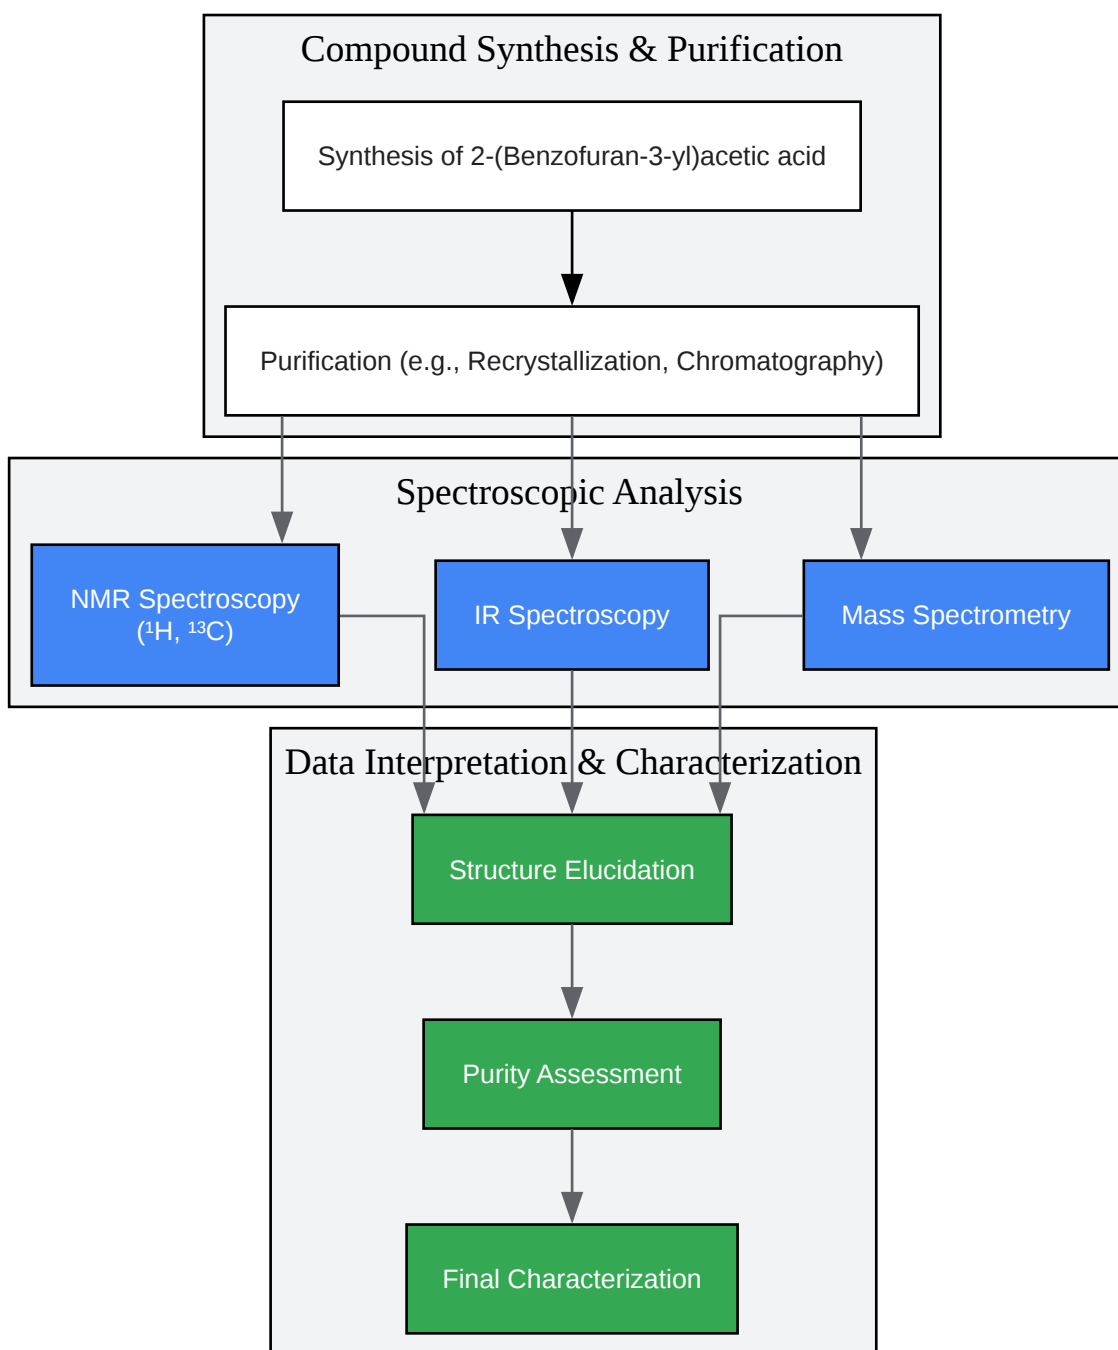 Compound Synthesis & Purification
Synthesis of 2-(Benzofuran-3-yl)acetic acid
Purification (e.g., Recrystallization, Chromatography)
Spectroscopic Analysis
NMR Spectroscopy
(¹H, ¹³C)
IR Spectroscopy
Mass Spectrometry
Data Interpretation & Characterization
Structure Elucidation
Purity Assessment
Final Characterization